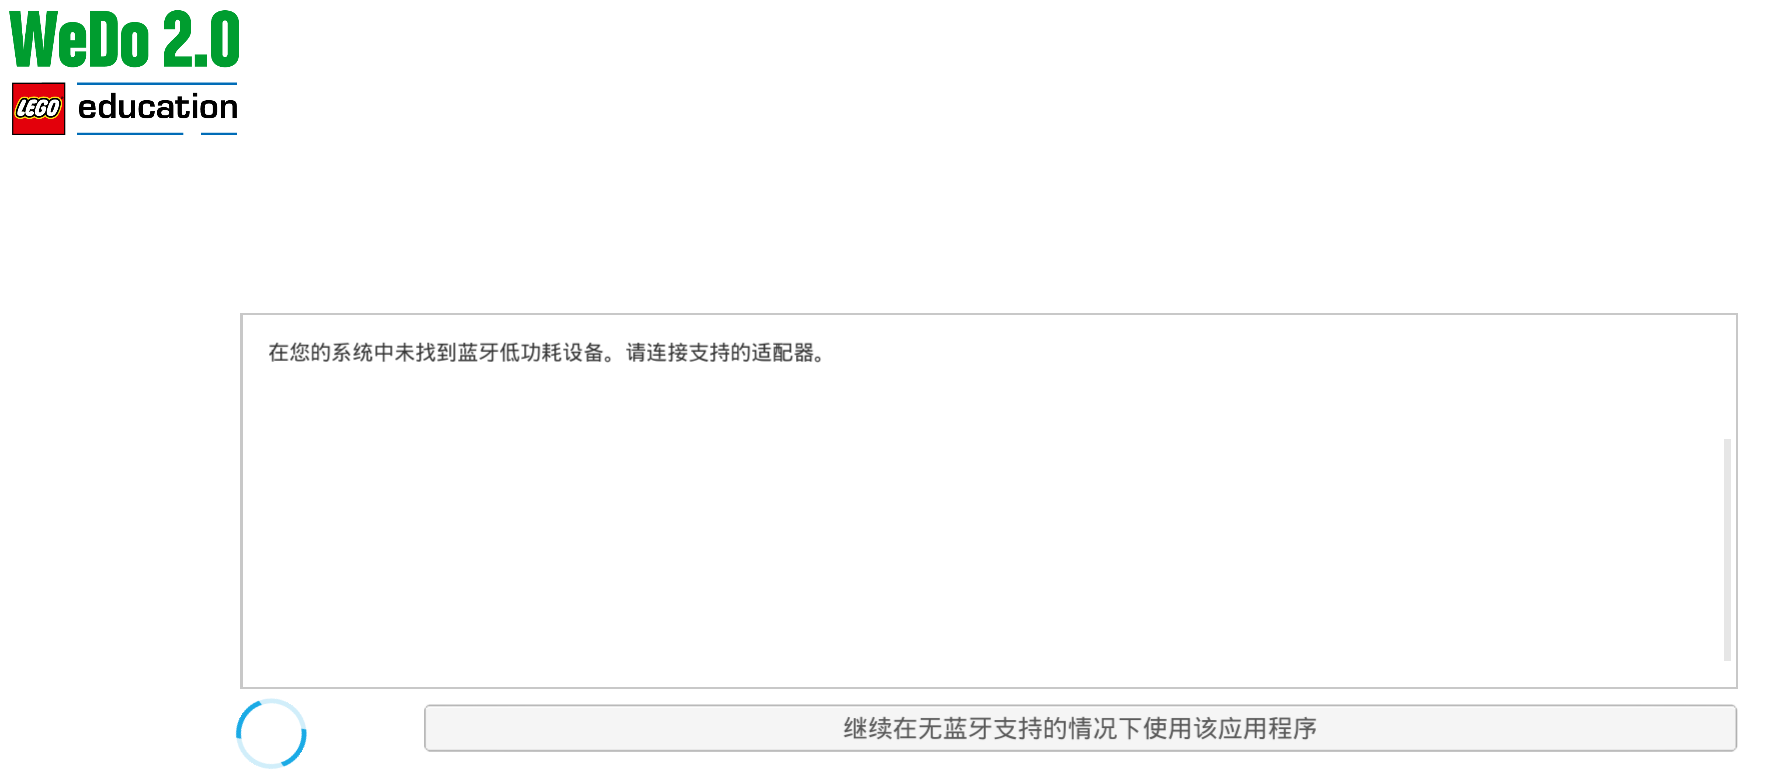 WeDo 2.0
LEGO education
在您的系统中未找到蓝牙低功耗设备。请连接支持的适配器。
继续在无蓝牙支持的情况下使用该应用程序